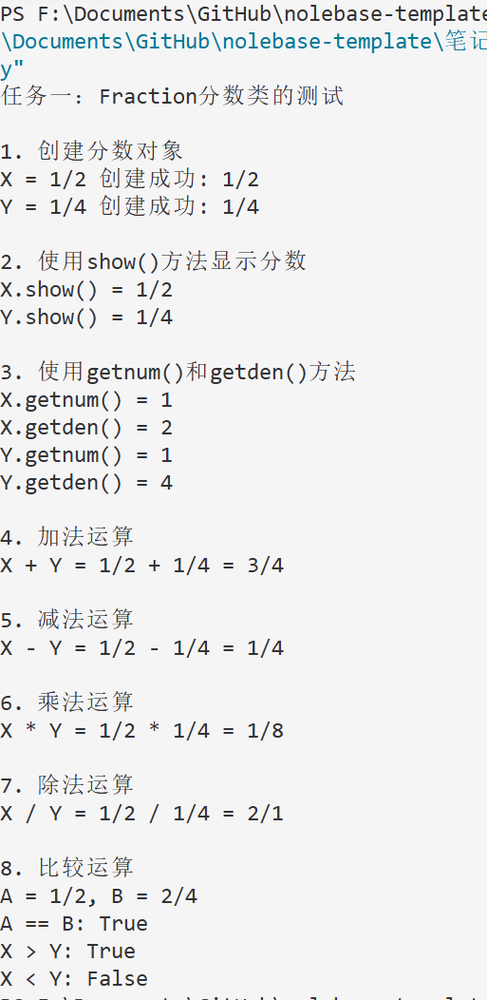 PS F:\Documents\GitHub\nolebase-template
\Documents\GitHub\nolebase-template\笔记
y"
任务一: Fraction分数类的测试
1. 创建分数对象
X = 1/2 创建成功: 1/2
Y = 1/4 创建成功: 1/4
2. 使用show()方法显示分数
X.show() = 1/2
Y.show() = 1/4
3. 使用getnum()和getden()方法
X.getnum() = 1
X.getden() = 2
Y.getnum() = 1
Y.getden() = 4
4. 加法运算
X + Y = 1/2 + 1/4 = 3/4
5. 减法运算
X - Y = 1/2 - 1/4 = 1/4
6. 乘法运算
X * Y = 1/2 * 1/4 = 1/8
7. 除法运算
X / Y = 1/2 / 1/4 = 2/1
8. 比较运算
A = 1/2, B = 2/4
A == B: True
X > Y: True
X < Y: False